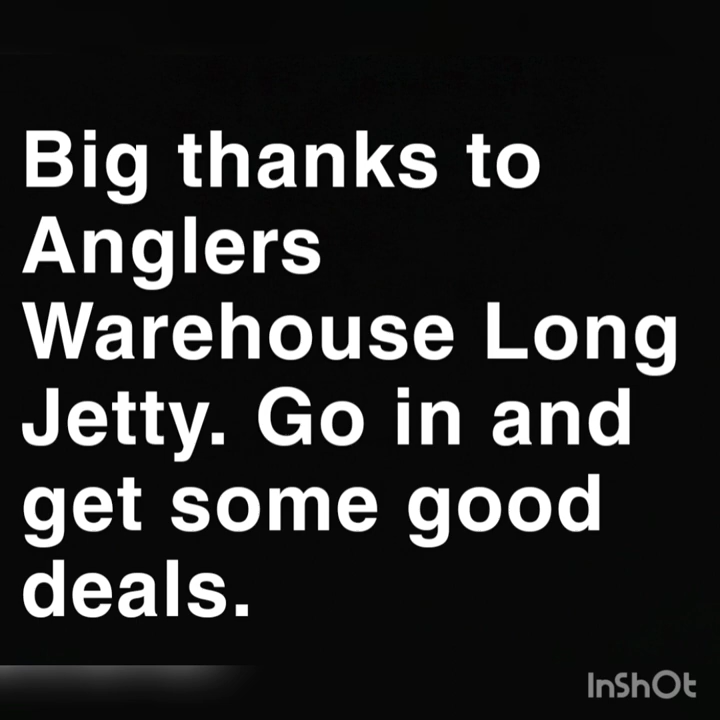 Big thanks to
Anglers
Warehouse Long
Jetty. Go in and
get some good
deals.
InShOt